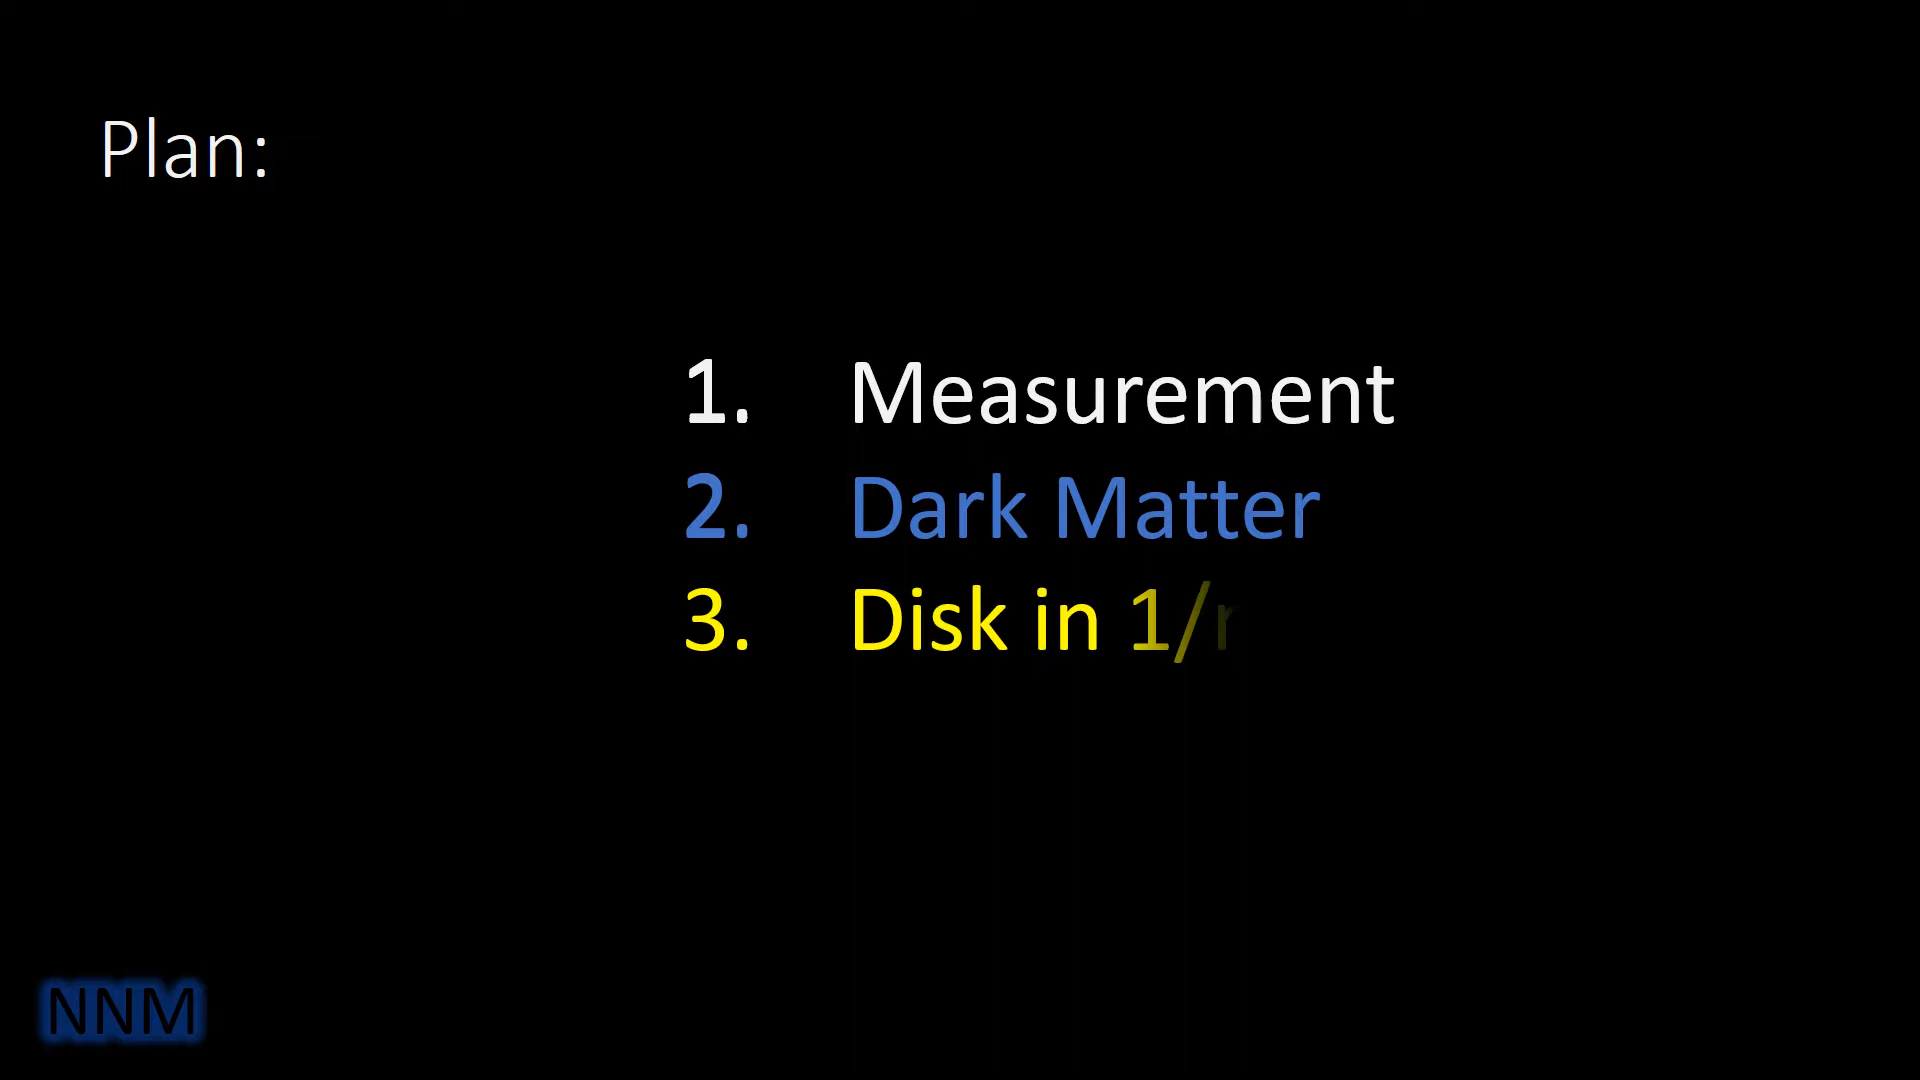 Plan:
1. Measurement
2. Dark Matter
3. Disk in 1/r
NNM